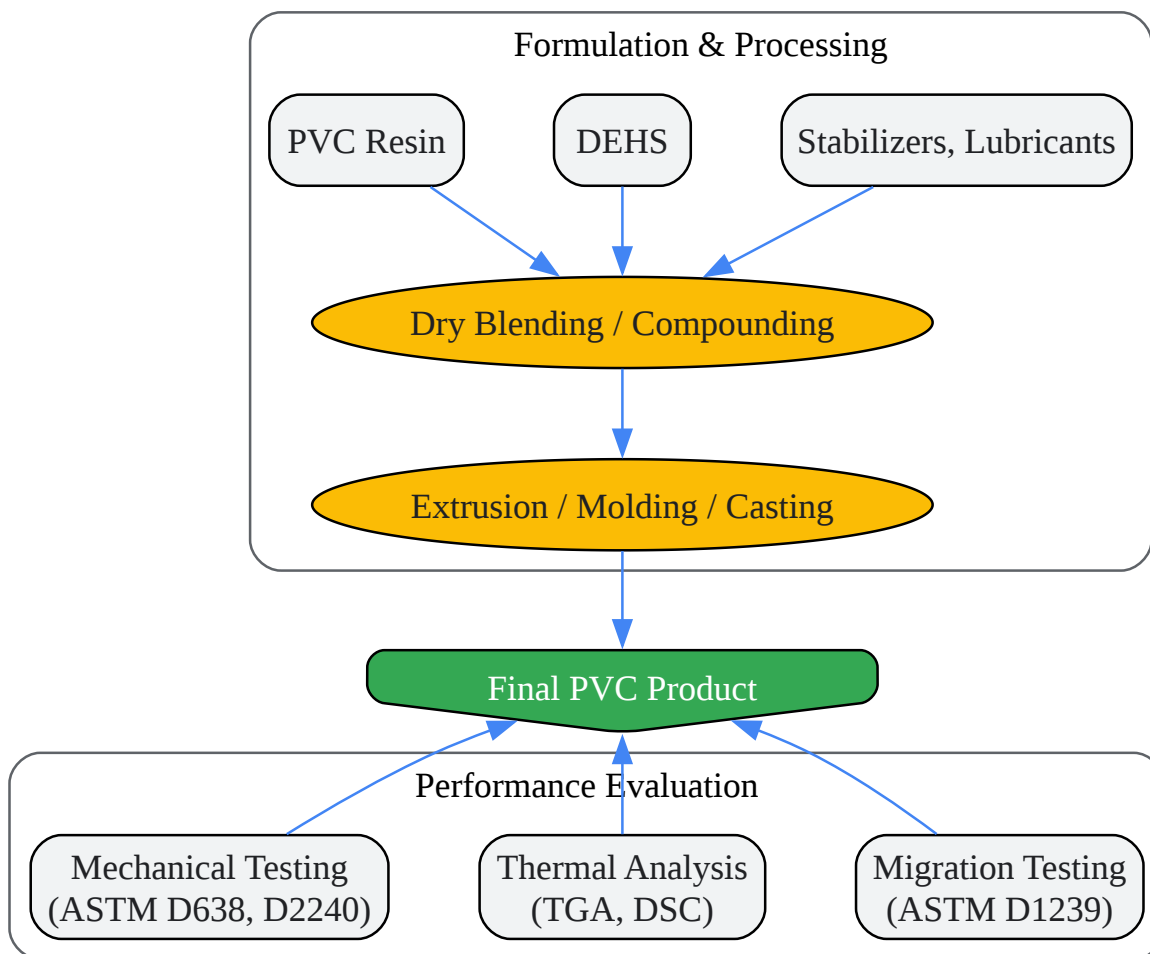 Formulation & Processing
PVC Resin
DEHS
Stabilizers, Lubricants
Dry Blending / Compounding
Extrusion / Molding / Casting
Final PVC Product
Performance Evaluation
Mechanical Testing
(ASTM D638, D2240)
Thermal Analysis
(TGA, DSC)
Migration Testing
(ASTM D1239)